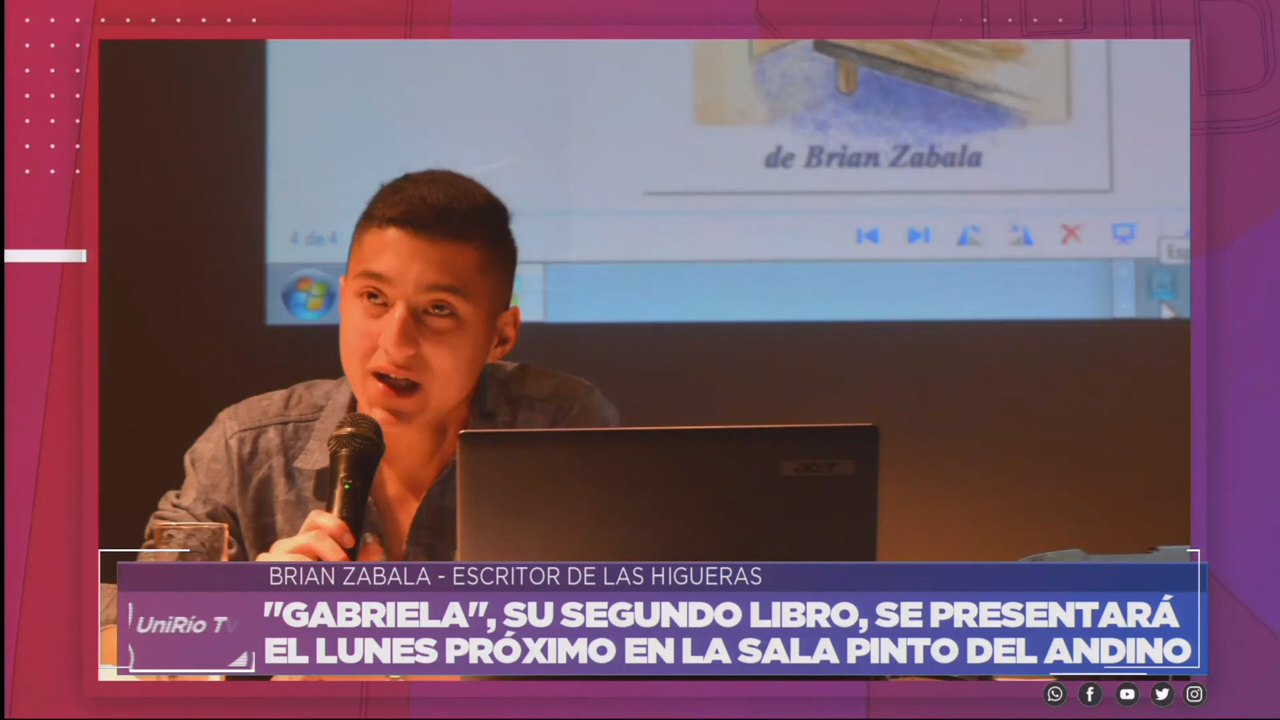 de Brian Zabala
4 de 4
acer
BRIAN ZABALA - ESCRITOR DE LAS HIGUERAS
UniRío TV
"GABRIELA", SU SEGUNDO LIBRO, SE PRESENTARÁ
EL LUNES PRÓXIMO EN LA SALA PINTO DEL ANDINO